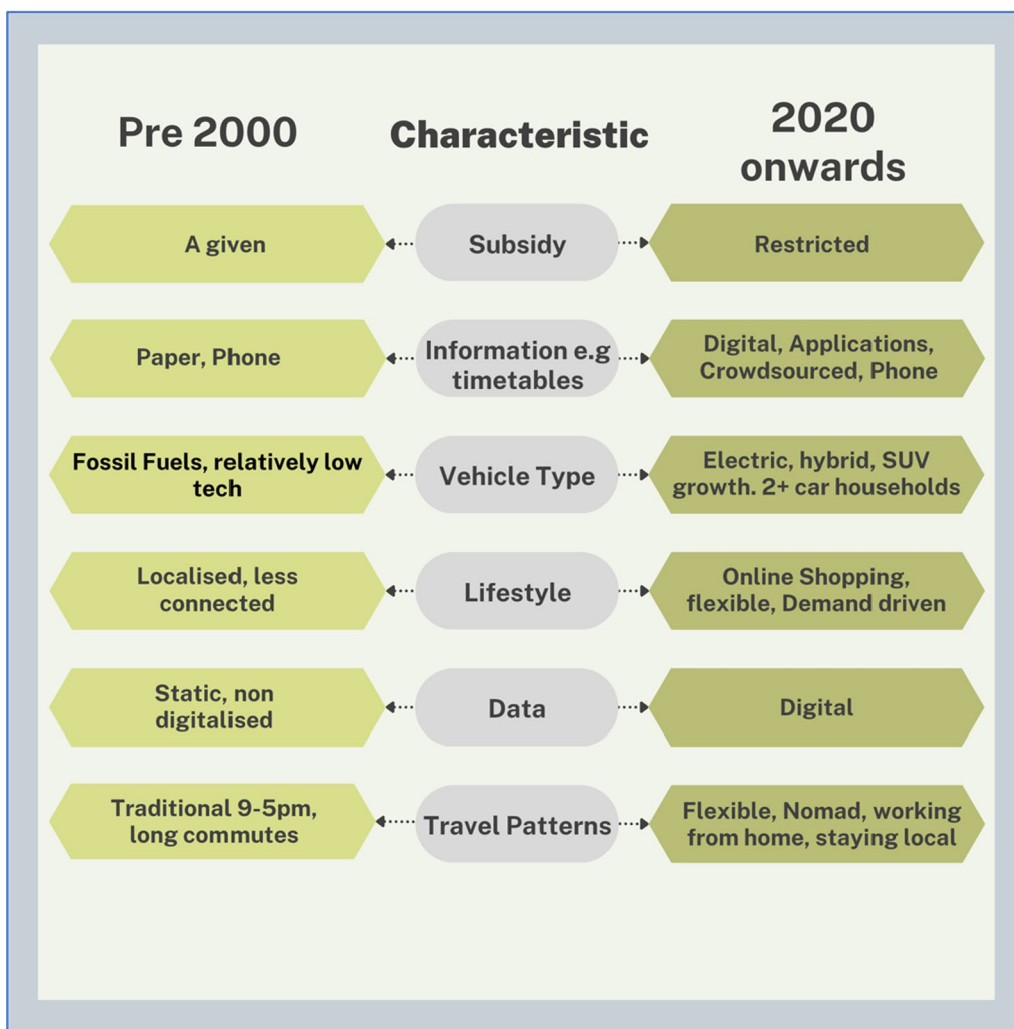 Pre 2000
Characteristic
2020
onwards
A given
Subsidy
Restricted
Paper, Phone
Information e.g
timetables
Digital, Applications,
Crowdsourced, Phone
Fossil Fuels, relatively low
tech
Vehicle Type
Electric, hybrid, SUV
growth. 2+ car households
Localised, less
connected
Lifestyle
Online Shopping,
flexible, Demand driven
Static, non
digitalised
Data
Digital
Traditional 9-5pm,
long commutes
Travel Patterns
Flexible, Nomad, working
from home, staying local